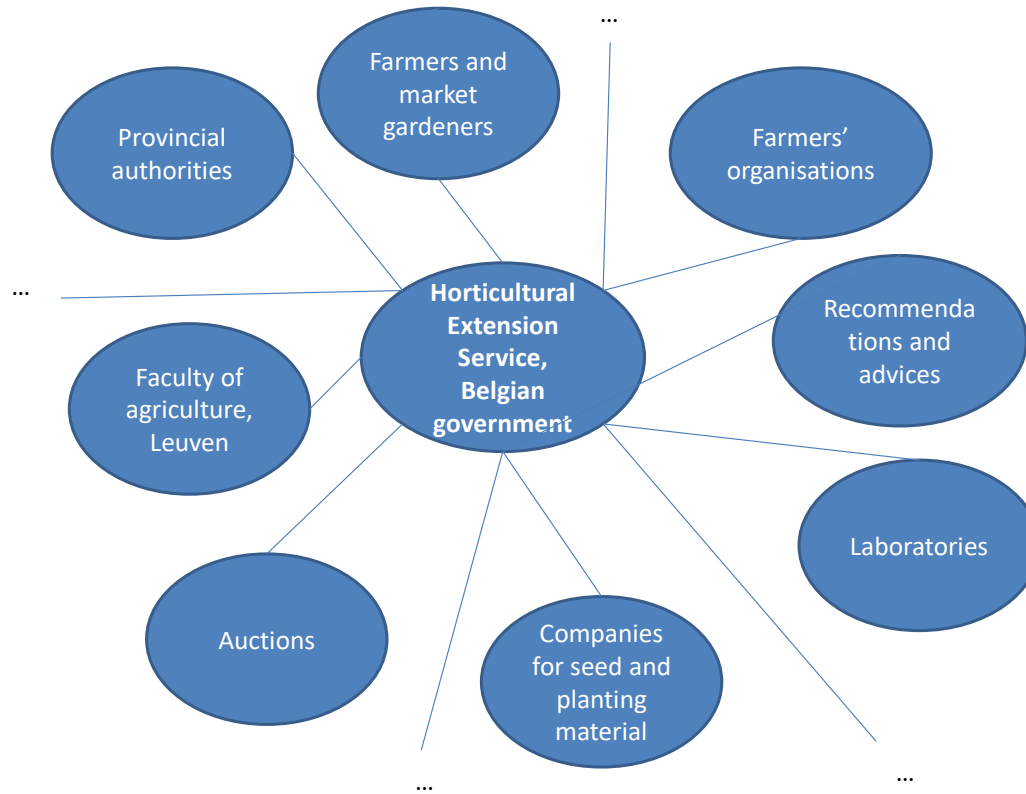 ...
Farmers and
market
gardeners
Provincial
authorities
Farmers’
organisations
...
Horticultural
Extension
Service,
Belgian
government
Recommenda
tions and
advices
Faculty of
agriculture,
Leuven
Laboratories
Auctions
Companies
for seed and
planting
material
...
...